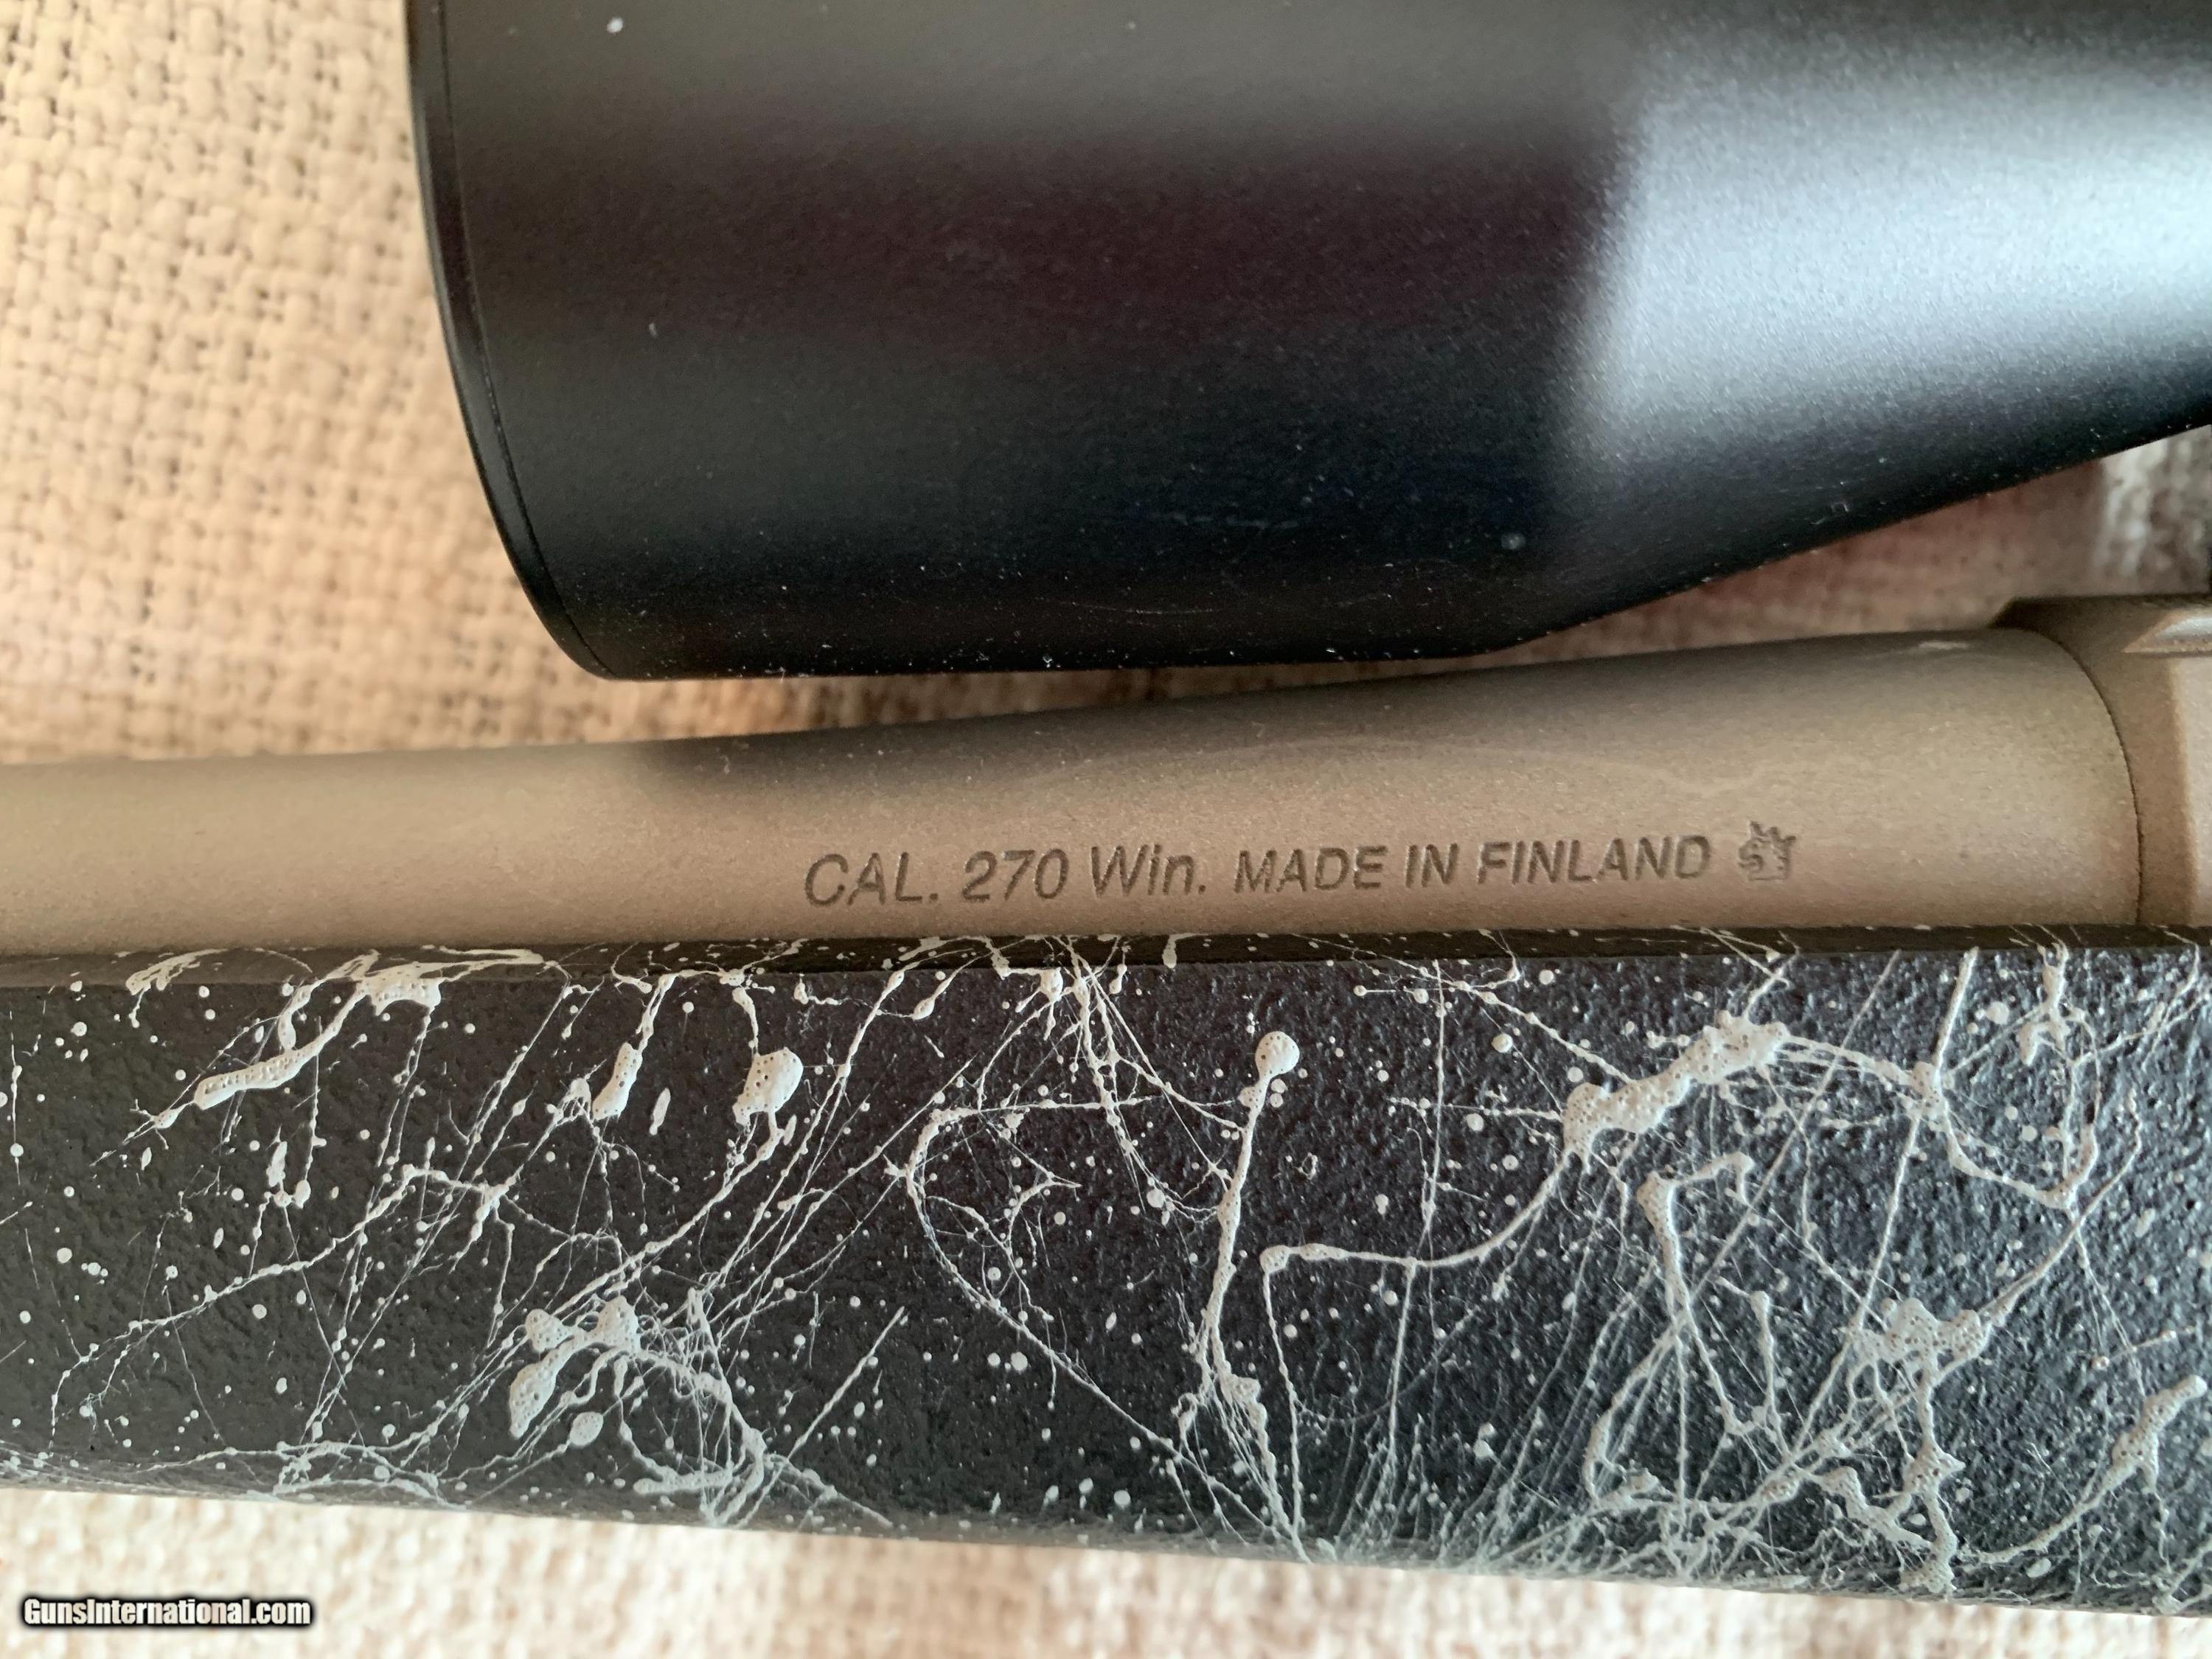 CAL. 270 Win. MADE IN FINLAND
GunsInternational.com